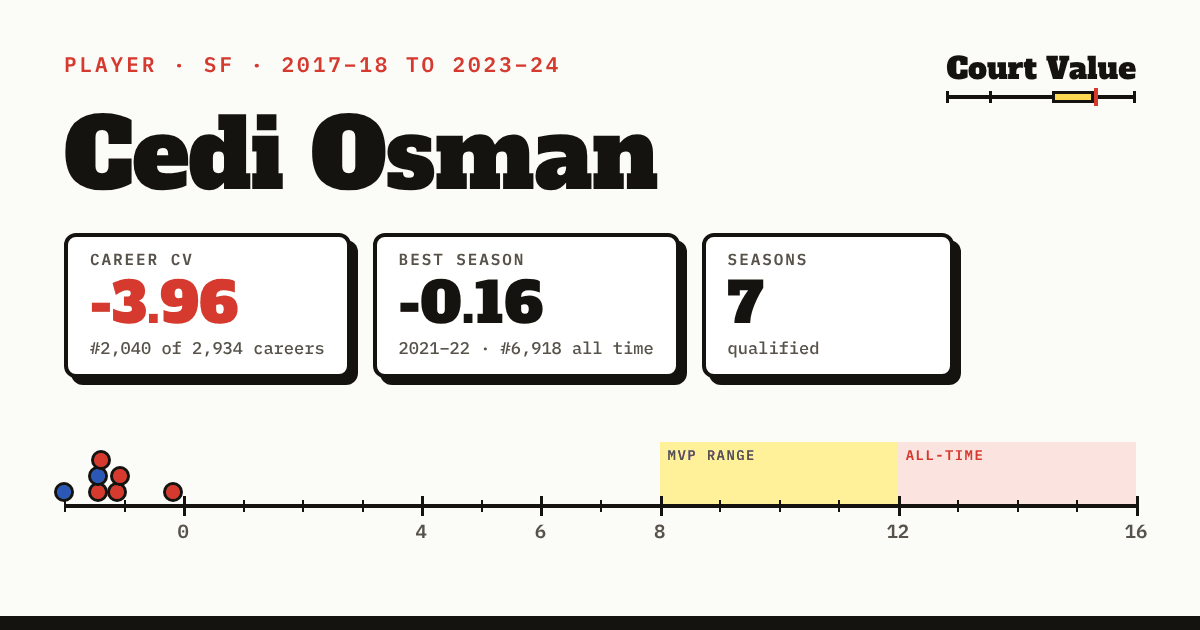 PLAYER · SF · 2017–18 TO 2023–24
Court Value
Cedi Osman
CAREER CV
-3.96
#2,040 of 2,934 careers
BEST SEASON
-0.16
2021–22 · #6,918 all time
SEASONS
7
qualified
MVP RANGE
ALL-TIME
0 4 6 8 12 16